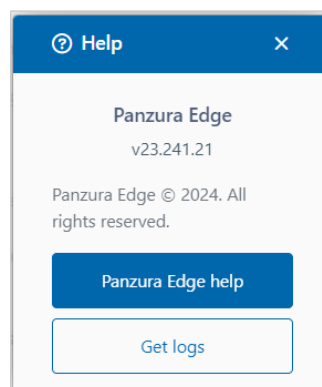 Help
Panzura Edge
v23.241.21
Panzura Edge © 2024. All
rights reserved.
Panzura Edge help
Get logs